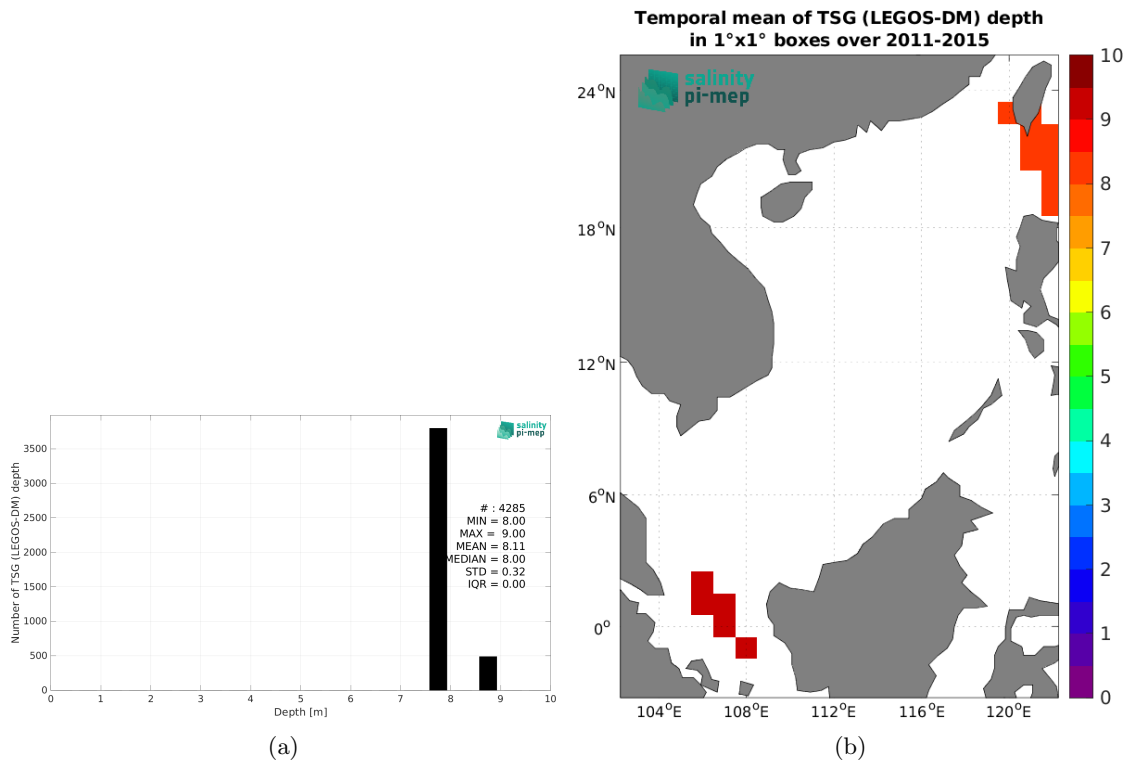 Number of TSG (LEGOS-DM) depth
3500
3000
2500
2000
1500
1000
500
0
0 1 2 3 4 5 6 7 8 9 10
Depth [m]
salinity
pi-mep
# : 4285
MIN = 8.00
MAX = 9.00
MEAN = 8.11
MEDIAN = 8.00
STD = 0.32
IQR = 0.00
(a)
Temporal mean of TSG (LEGOS-DM) depth
in 1°x1° boxes over 2011-2015
salinity
pi-mep
24°N
18°N
12°N
6°N
0°
104°E 108°E 112°E 116°E 120°E
10
9
8
7
6
5
4
3
2
1
0
(b)